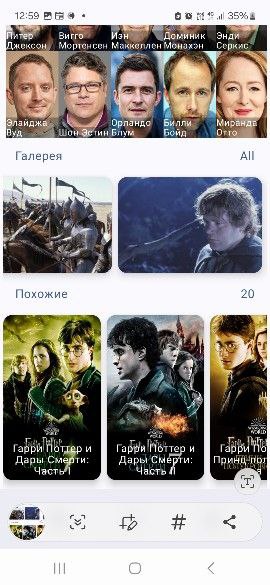 12:59
35%
Питер Вигго Иэн Доминик Энди
Джексон Мортенсен Маккеллен Монахэн Серкис
Элайджа Вуд
Шон Эстин
Орландо Блум
Билли Бойд
Миранда Отто
Галерея All
Похожие 20
Гарри Поттер и
Дары Смерти:
Часть II
Гарри Поттер и
Дары Смерти:
Часть I
Гарри По
Принц-пол